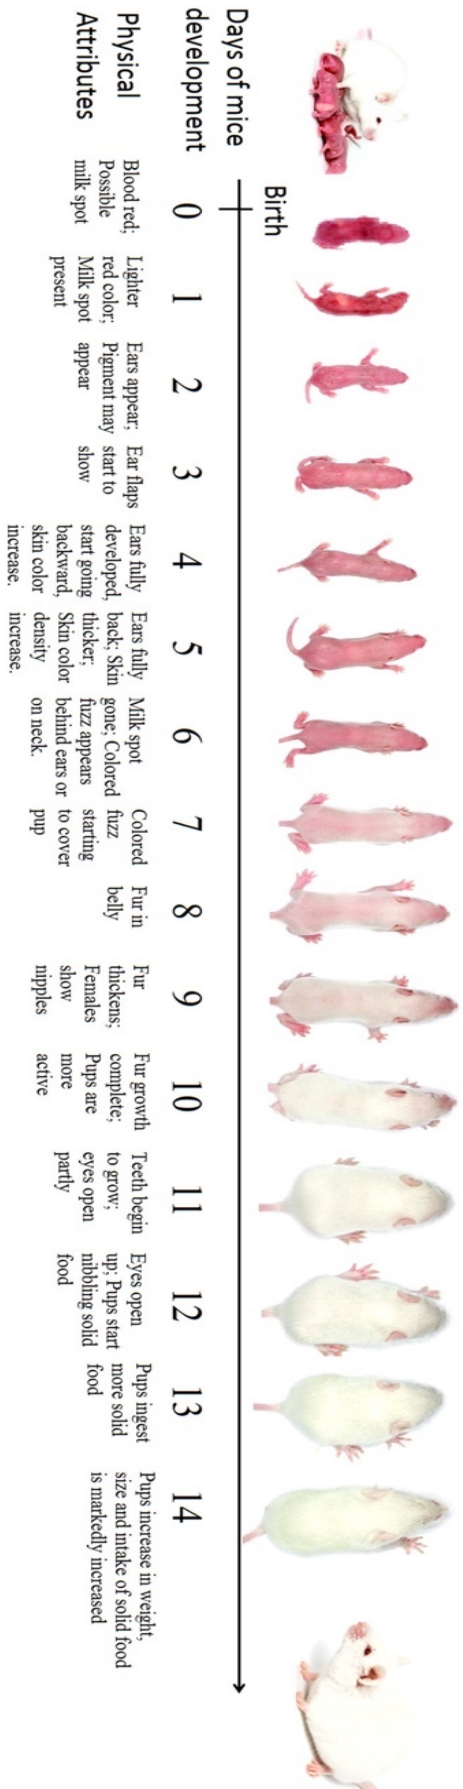 Birth
Days of mice
development
0
1
2
3
4
5
6
7
8
9
10
11
12
13
14
Physical
Attributes
Blood red;
Possible
milk spot
Lighter
red color;
Milk spot
present
Ears appear;
Pigment may
appear
Ear flaps
start to
show
Ears fully
developed,
start going
backward,
skin color
increase.
Ears fully
back; Skin
thicker;
Skin color
density
increase.
Milk spot
gone; Colored
fuzz appears
behind ears or
on neck.
Colored
fuzz
starting
to cover
pup
Fur in
belly
Fur
thickens;
Females
show
nipples
Fur growth
complete;
Pups are
more
active
Teeth begin
to grow;
eyes open
partly
Eyes open
up; Pups start
nibbling solid
food
Pups ingest
more solid
food
Pups increase in weight,
size and intake of solid food
is markedly increased